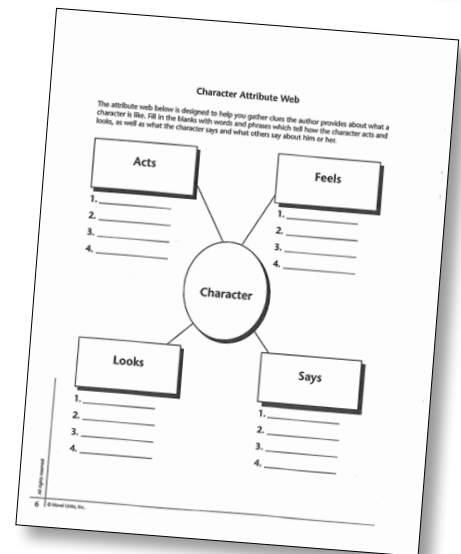 Character Attribute Web
The attribute web below is designed to help you gather clues the author provides about what a
character is like. Fill in the blanks with words and phrases which tell how the character acts and
looks, as well as what the character says and what others say about him or her.
Acts
1.
2.
3.
4.
Feels
1.
2.
3.
4.
Character
Looks
1.
2.
3.
4.
Says
1.
2.
3.
4.
All rights reserved
6 © Novel Units, Inc.